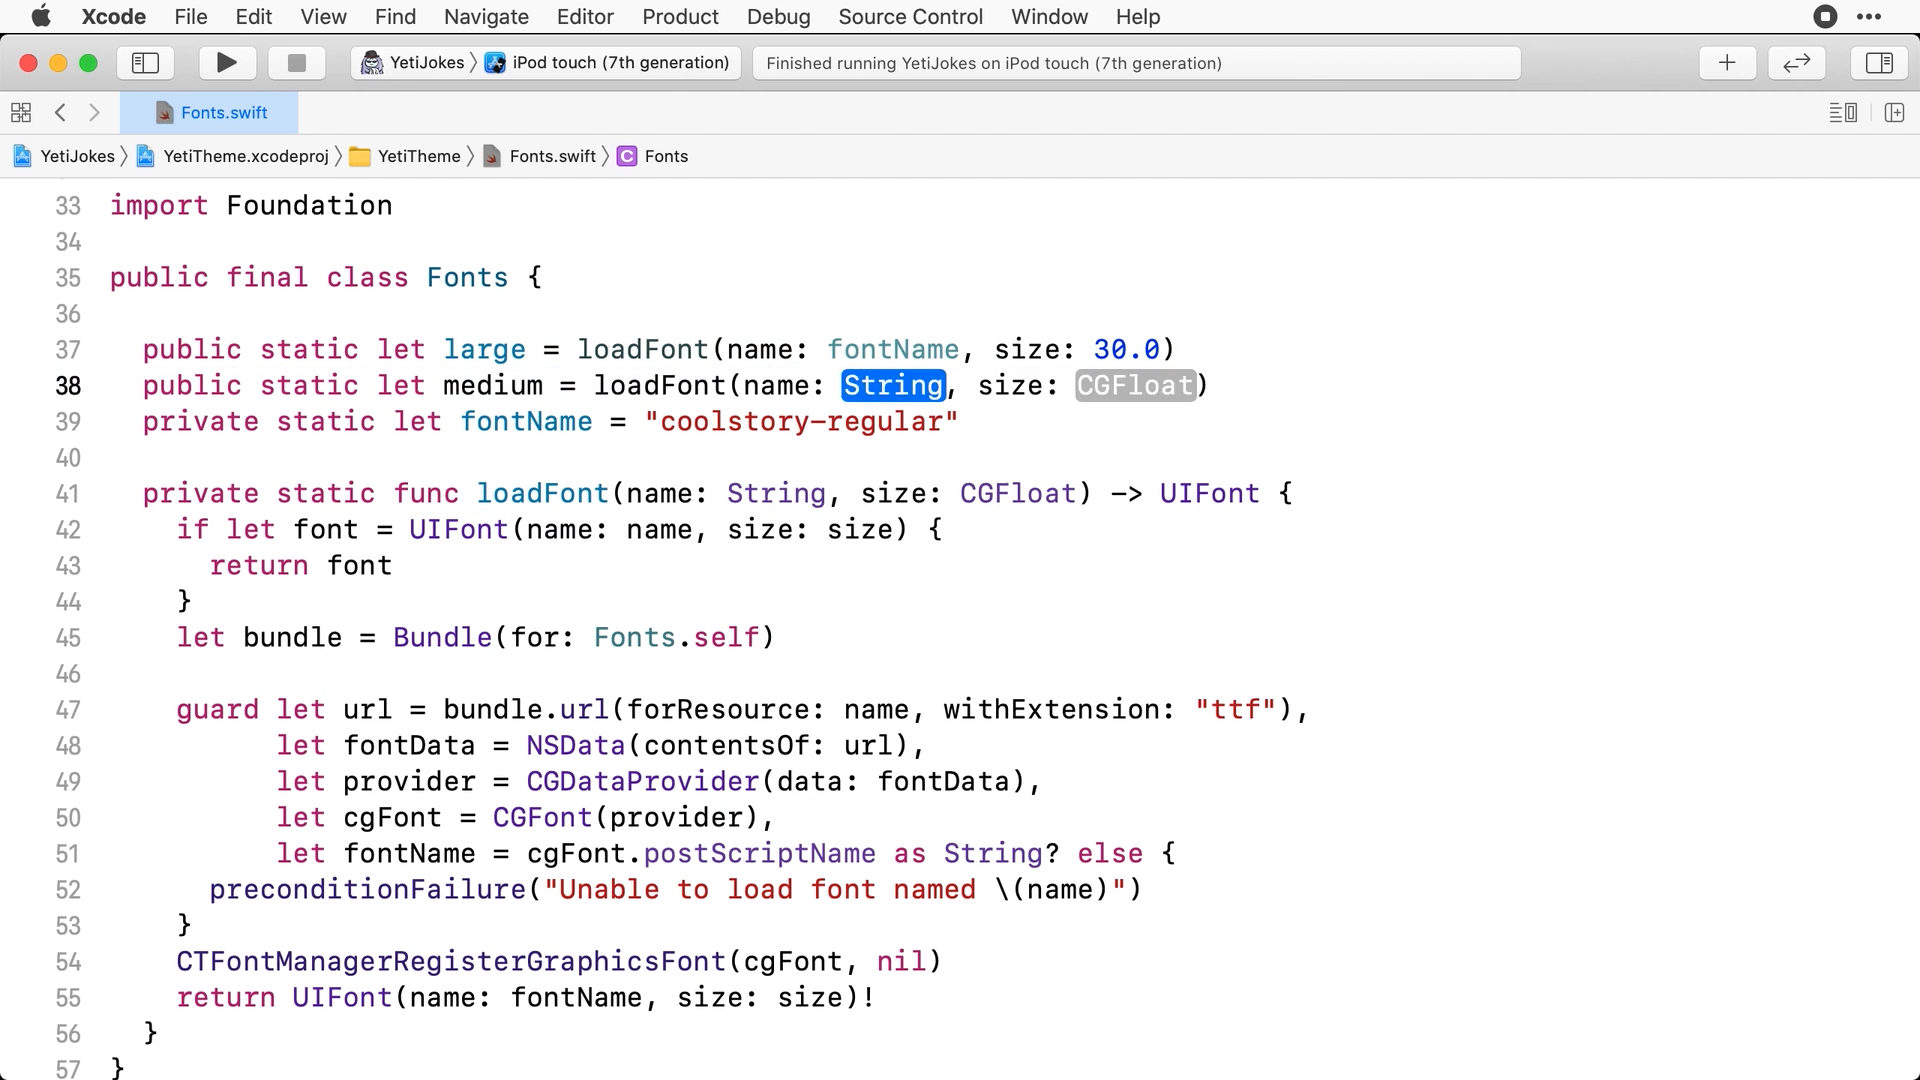 Xcode File Edit View Find Navigate Editor Product Debug Source Control Window Help
YetiJokes iPod touch (7th generation) Finished running YetiJokes on iPod touch (7th generation)
Fonts.swift
YetiJokes YetiTheme.xcodeproj YetiTheme Fonts.swift C Fonts
33 import Foundation
34
35 public final class Fonts {
36
37 public static let large = loadFont(name: fontName, size: 30.0)
38 public static let medium = loadFont(name: String, size: CGFloat)
39 private static let fontName = "coolstory-regular"
40
41 private static func loadFont(name: String, size: CGFloat) -> UIFont {
42 if let font = UIFont(name: name, size: size) {
43 return font
44 }
45 let bundle = Bundle(for: Fonts.self)
46
47 guard let url = bundle.url(forResource: name, withExtension: "ttf"),
48 let fontData = NSData(contentsOf: url),
49 let provider = CGDataProvider(data: fontData),
50 let cgFont = CGFont(provider),
51 let fontName = cgFont.postScriptName as String? else {
52 preconditionFailure("Unable to load font named \(name)")
53 }
54 CTFontManagerRegisterGraphicsFont(cgFont, nil)
55 return UIFont(name: fontName, size: size)!
56 }
57 }